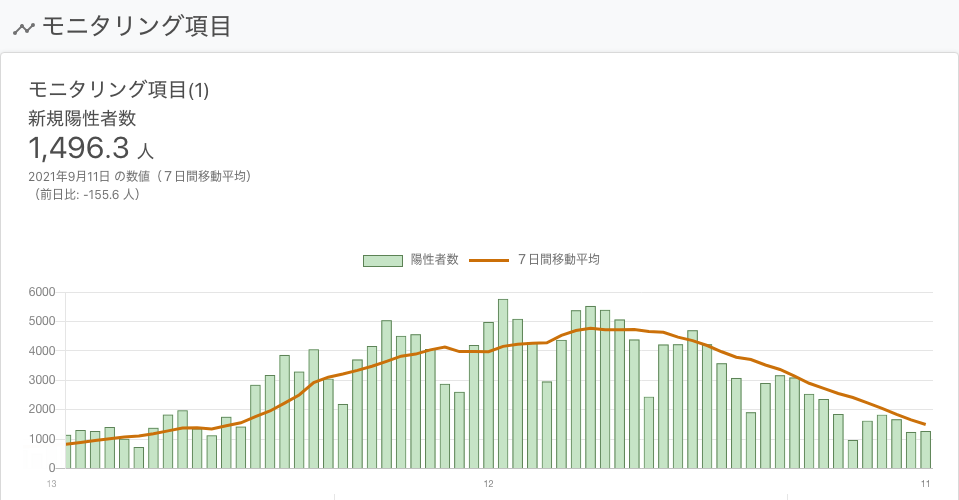 モニタリング項目
モニタリング項目(1)
新規陽性者数
1,496.3 人
2021年9月11日 の数値（７日間移動平均）
（前日比: -155.6 人）
陽性者数 ７日間移動平均
6000
5000
4000
3000
2000
1000
0
13 12 11